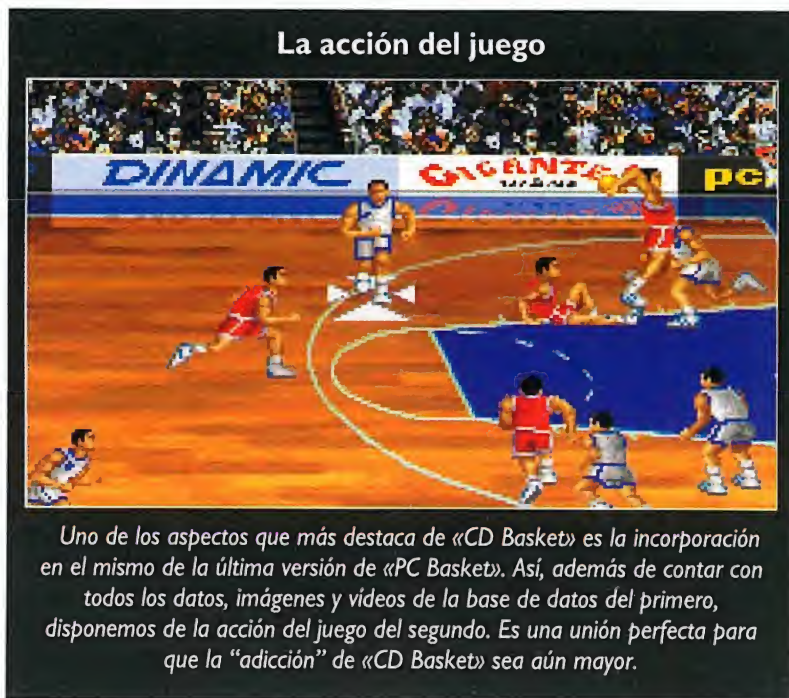 La acción del juego
DINAMIC
GIGANTES
pc
Uno de los aspectos que más destaca de «CD Basket» es la incorporación
en el mismo de la última versión de «PC Basket». Así, además de contar con
todos los datos, imágenes y vídeos de la base de datos del primero,
disponemos de la acción del juego del segundo. Es una unión perfecta para
que la “adicción” de «CD Basket» sea aún mayor.